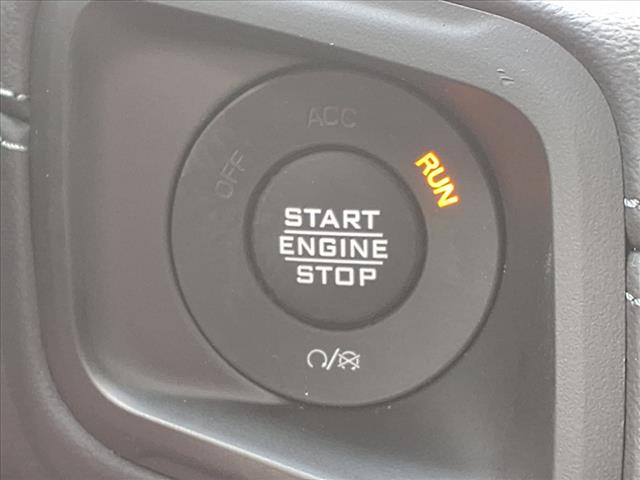 ACC
OFF
RUN
START
ENGINE
STOP